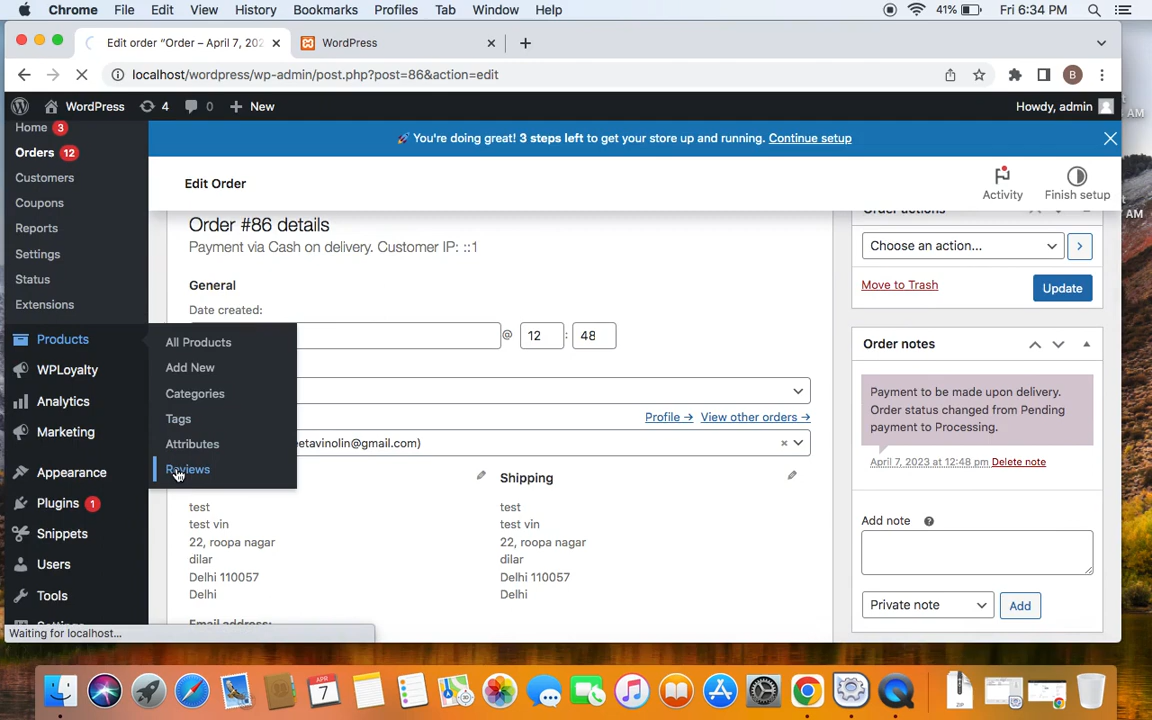 Chrome File Edit View History Bookmarks Profiles Tab Window Help 41% Fri 6:34 PM
Edit order “Order – April 7, 202 WordPress
localhost/wordpress/wp-admin/post.php?post=86&action=edit B
WordPress 4 0 New Howdy, admin
AM
AM
Home 3
Orders 12
Customers
Coupons
Reports
Settings
Status
Extensions
Products
WPLoyalty
Analytics
Marketing
Appearance
Plugins 1
Snippets
Users
Tools
All Products
Add New
Categories
Tags
Attributes
Reviews
🚀 You're doing great! 3 steps left to get your store up and running. Continue setup
Edit Order
Activity Finish setup
Order #86 details
Payment via Cash on delivery. Customer IP: ::1
General
Date created:
@ 12 : 48
Profile → View other orders →
eetavinolin@gmail.com) ×
test
test vin
22, roopa nagar
dilar
Delhi 110057
Delhi
Email address:
Shipping
test
test vin
22, roopa nagar
dilar
Delhi 110057
Delhi
Choose an action...
Move to Trash Update
Order notes
Payment to be made upon delivery.
Order status changed from Pending
payment to Processing.
April 7, 2023 at 12:48 pm Delete note
Add note ?
Private note Add
Waiting for localhost...
APR
7
ZIP